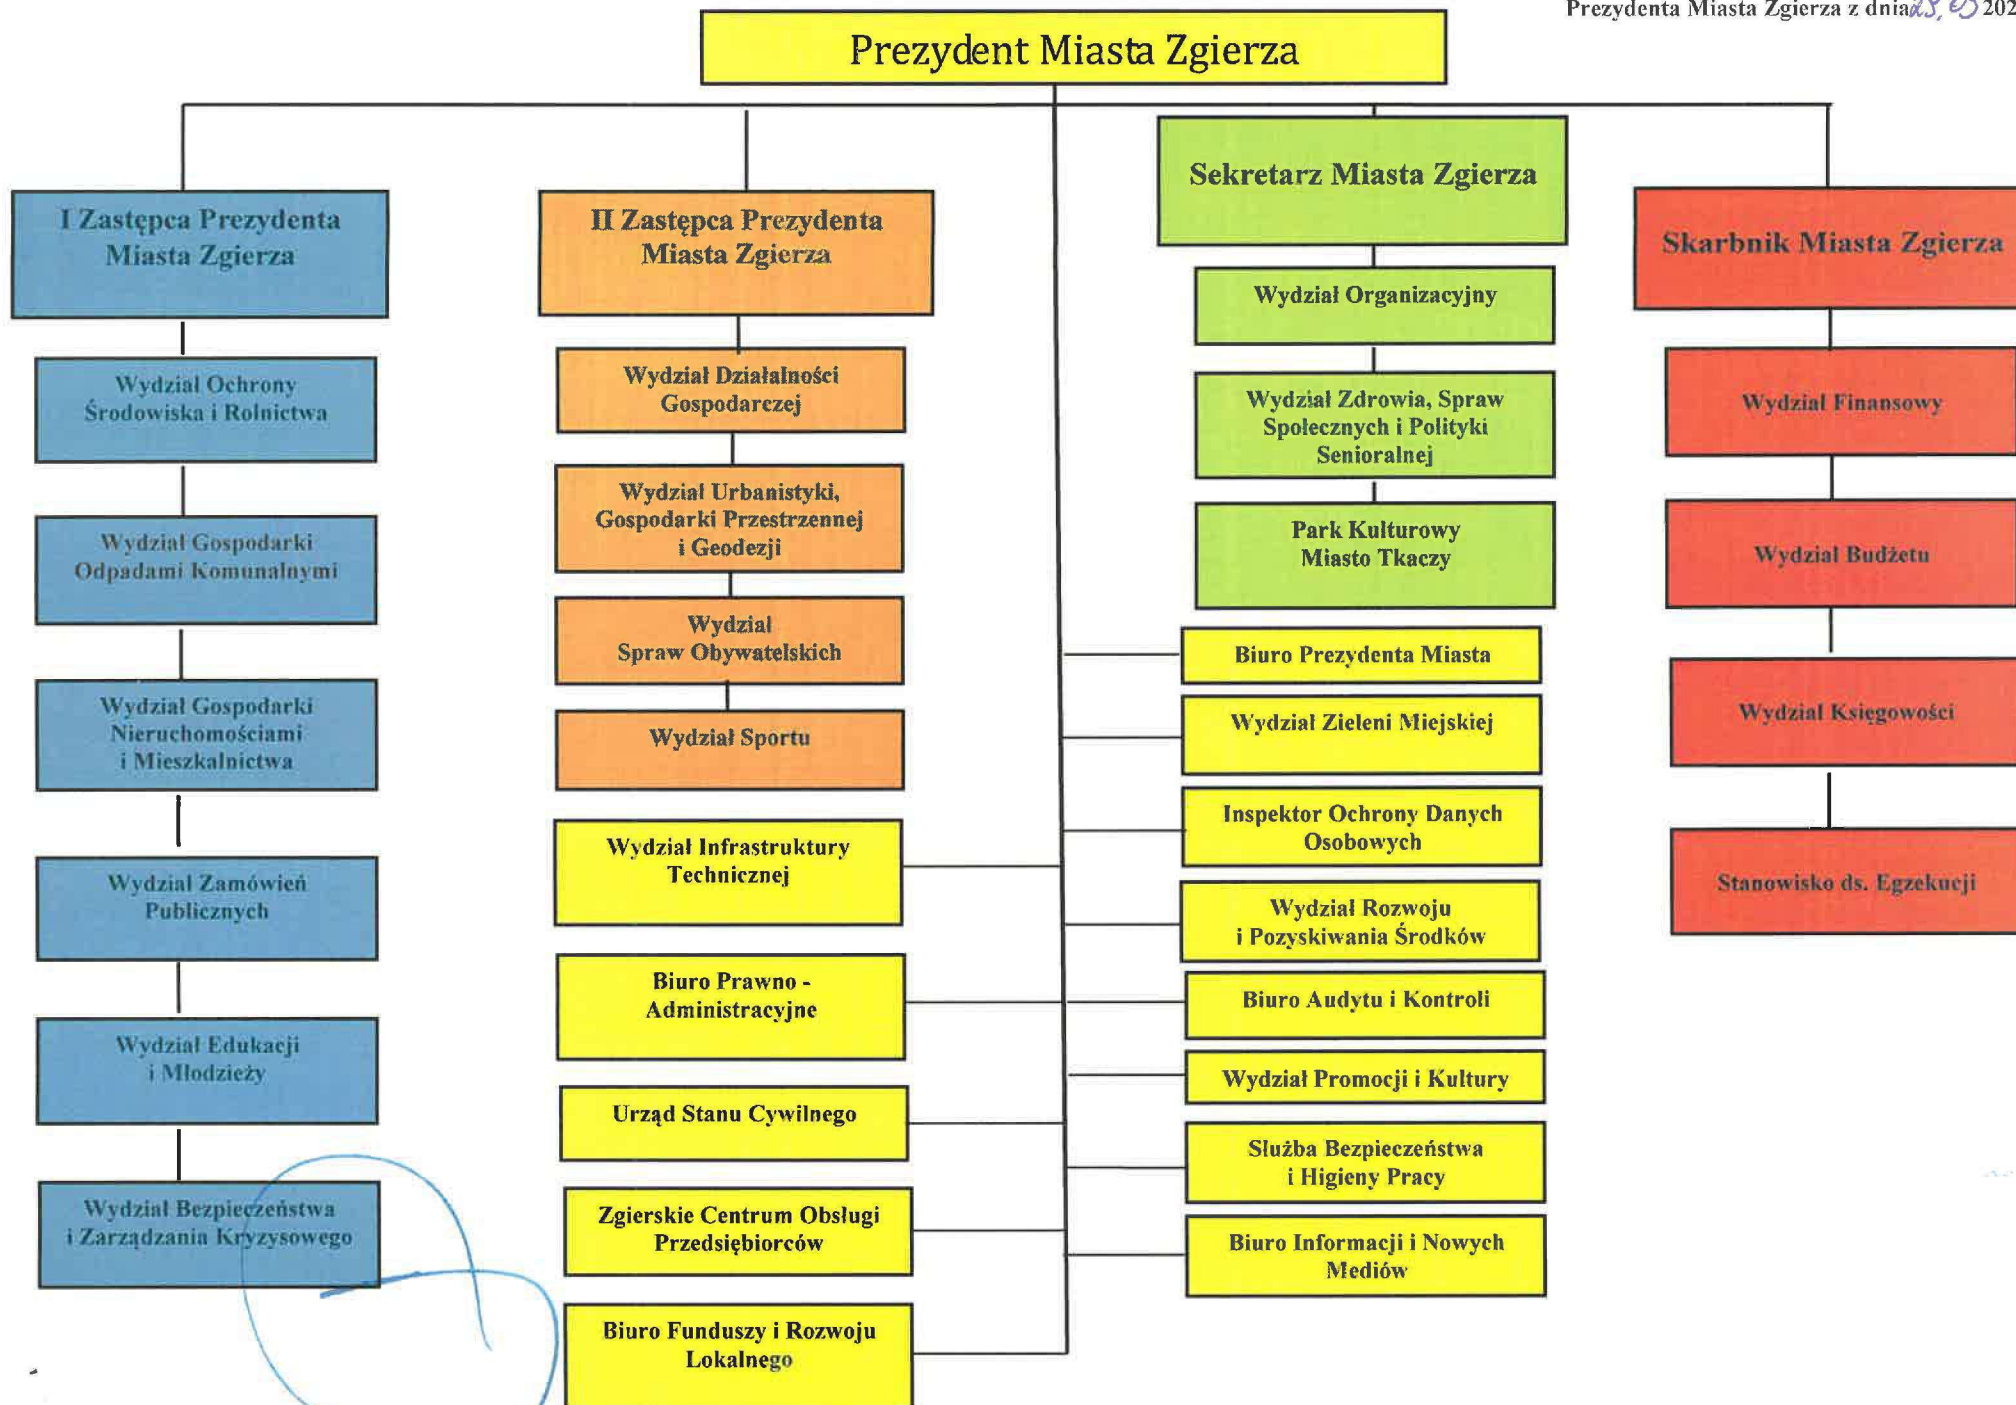 Prezydenta Miasta Zgierza z dnia 202
Prezydent Miasta Zgierza
I Zastępca Prezydenta
Miasta Zgierza
Wydział Ochrony
Środowiska i Rolnictwa
Wydział Gospodarki
Odpadami Komunalnymi
Wydział Gospodarki
Nieruchomościami
i Mieszkalnictwa
Wydział Zamówień
Publicznych
Wydział Edukacji
i Młodzieży
Wydział Bezpieczeństwa
i Zarządzania Kryzysowego
II Zastępca Prezydenta
Miasta Zgierza
Wydział Działalności
Gospodarczej
Wydział Urbanistyki,
Gospodarki Przestrzennej
i Geodezji
Wydział
Spraw Obywatelskich
Wydział Sportu
Wydział Infrastruktury
Technicznej
Biuro Prawno -
Administracyjne
Urząd Stanu Cywilnego
Zgierskie Centrum Obsługi
Przedsiębiorców
Biuro Funduszy i Rozwoju
Lokalnego
Sekretarz Miasta Zgierza
Wydział Organizacyjny
Wydział Zdrowia, Spraw
Społecznych i Polityki
Senioralnej
Park Kulturowy
Miasto Tkaczy
Biuro Prezydenta Miasta
Wydział Zieleni Miejskiej
Inspektor Ochrony Danych
Osobowych
Wydział Rozwoju
i Pozyskiwania Środków
Biuro Audytu i Kontroli
Wydział Promocji i Kultury
Służba Bezpieczeństwa
i Higieny Pracy
Biuro Informacji i Nowych
Mediów
Skarbnik Miasta Zgierza
Wydział Finansowy
Wydział Budżetu
Wydział Księgowości
Stanowisko ds. Egzekucji